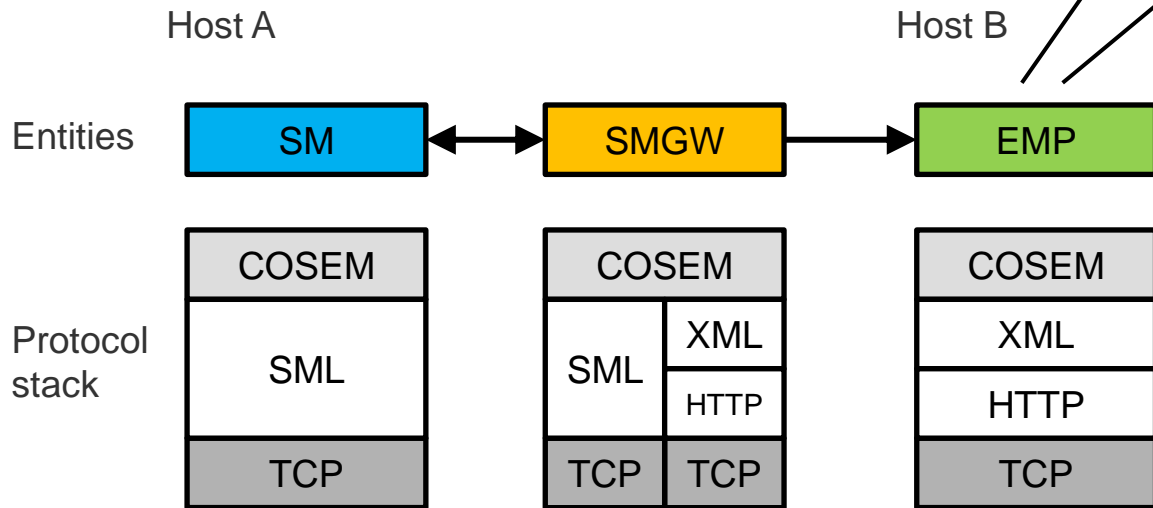 Host A
Host B
Entities
SM
SMGW
EMP
Protocol
stack
COSEM
SML
TCP
COSEM
SML
XML
HTTP
TCP
TCP
COSEM
XML
HTTP
TCP